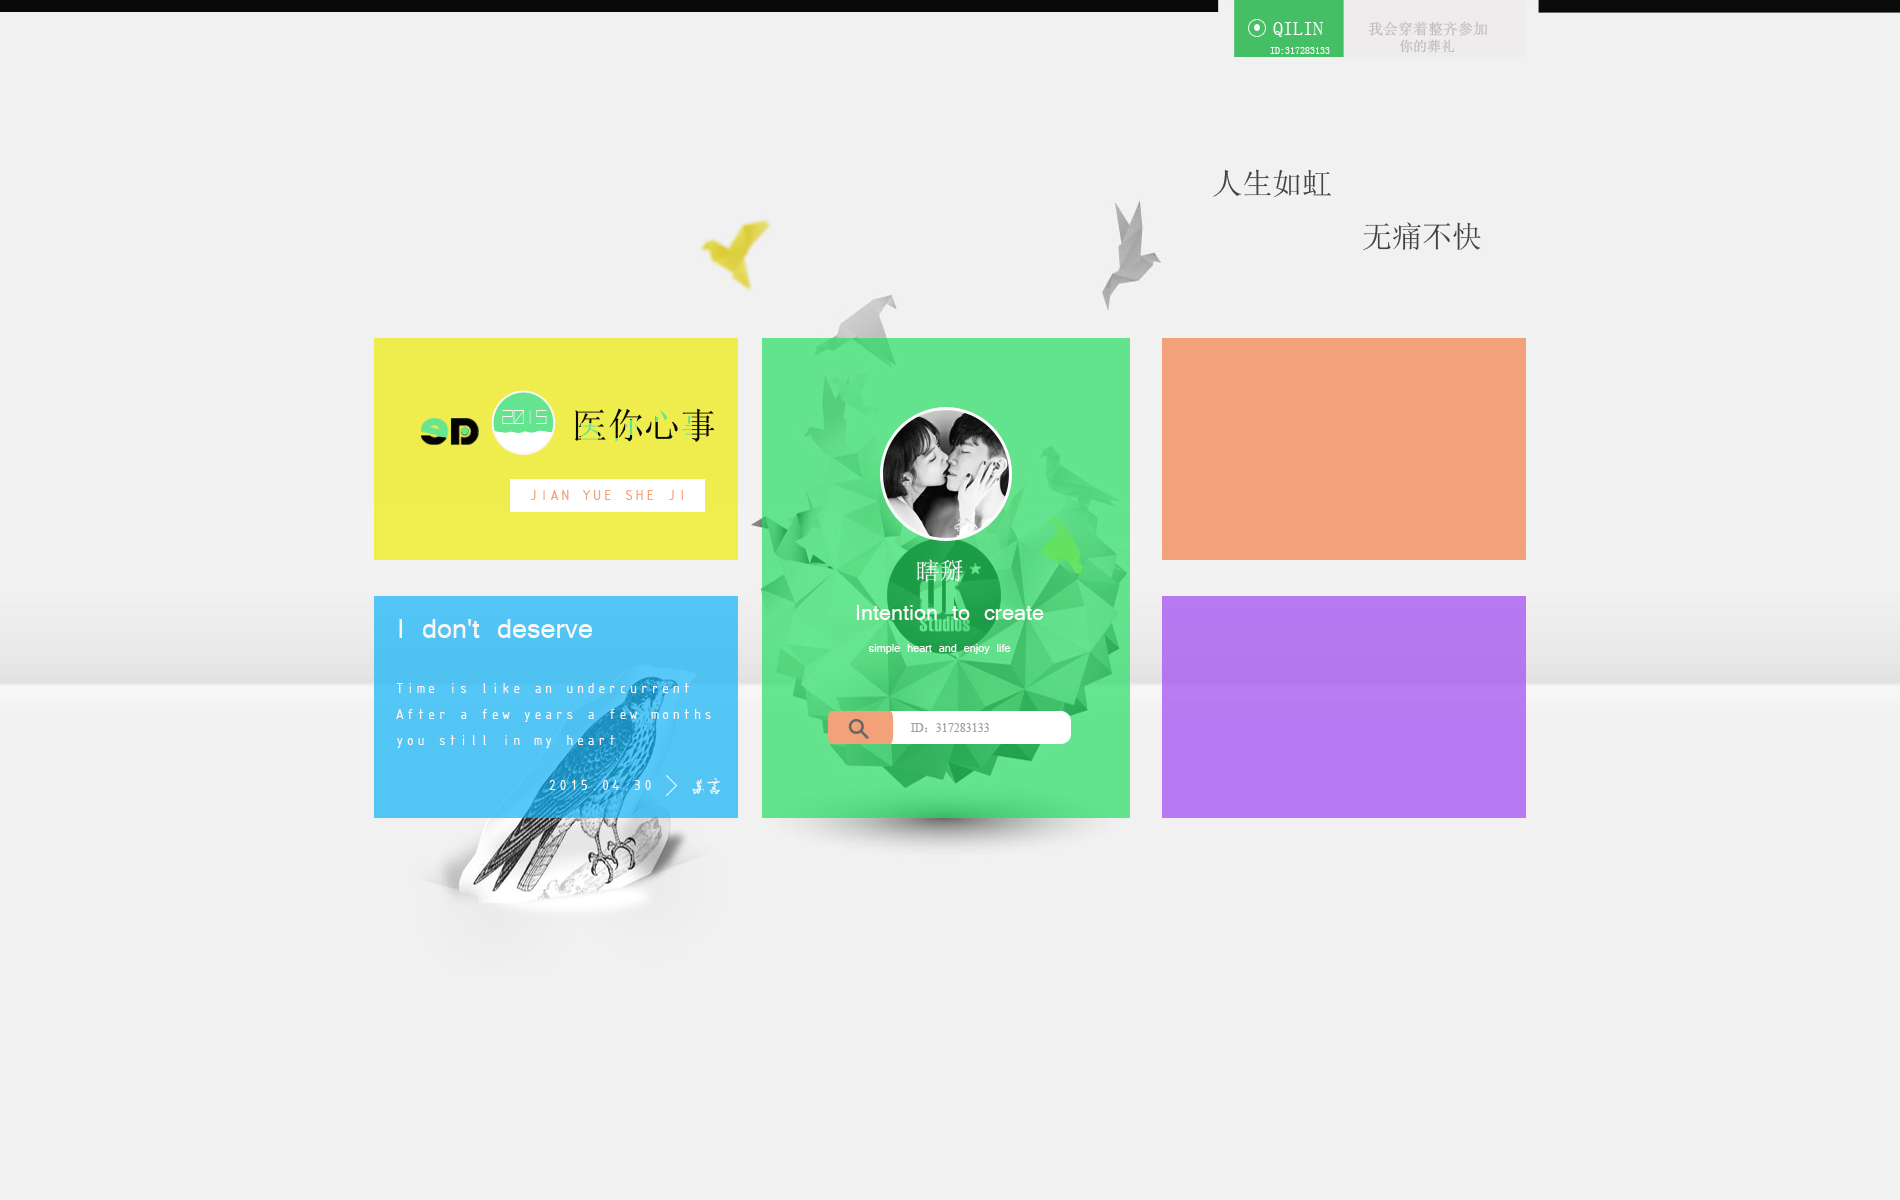 QILIN
ID:317283133
我会穿着整齐参加
你的葬礼
人生如虹
无痛不快
2015
医你心事
JIAN YUE SHE JI
I don't deserve
Time is like an undercurrent
After a few years a few months
you still in my heart
2015.04.30
瞎掰
Studios
Intention to create
simple heart and enjoy life
ID: 317283133